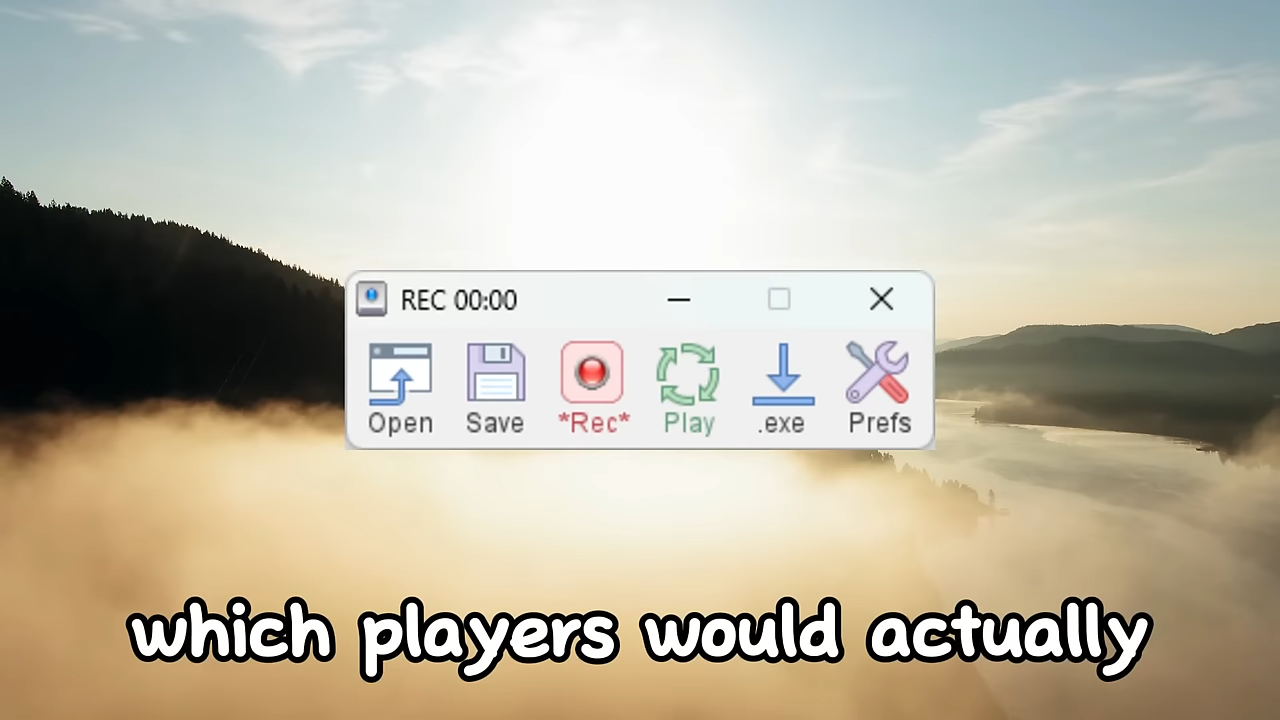 REC 00:00
Open Save *Rec* Play .exe Prefs
which players would actually